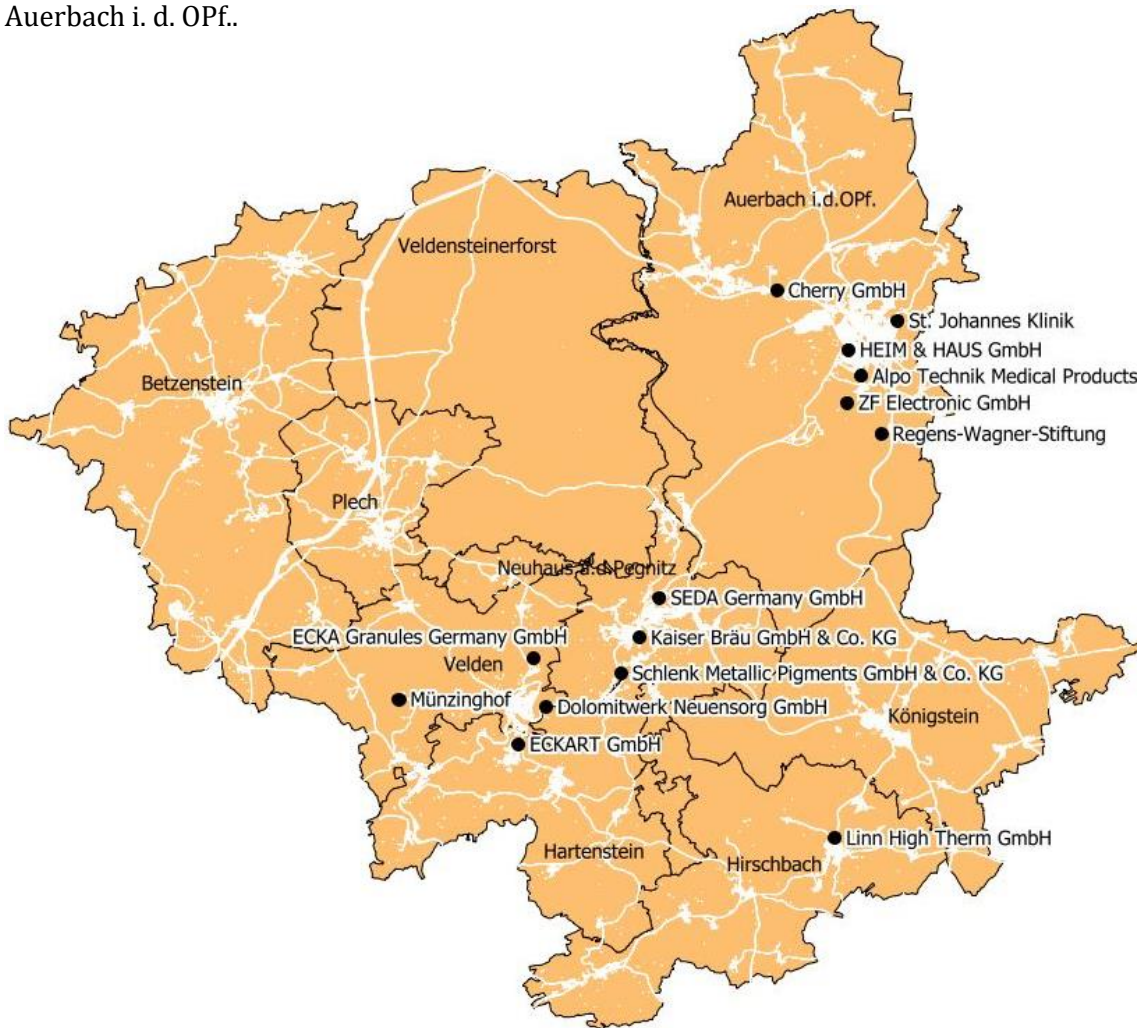 Auerbach i. d. OPf..
Auerbach i.d.OPf.
Veldensteinerforst
Cherry GmbH
St. Johannes Klinik
HEIM & HAUS GmbH
Alpo Technik Medical Products
Betzenstein
ZF Electronic GmbH
Regens-Wagner-Stiftung
Plech
Neuhaus a.d.Pegnitz
SEDA Germany GmbH
ECKA Granules Germany GmbH
Kaiser Bräu GmbH & Co. KG
Velden
Schlenk Metallic Pigments GmbH & Co. KG
Münzinghof
Dolomitwerk Neuensorg GmbH
Königstein
ECKART GmbH
Linn High Therm GmbH
Hartenstein
Hirschbach